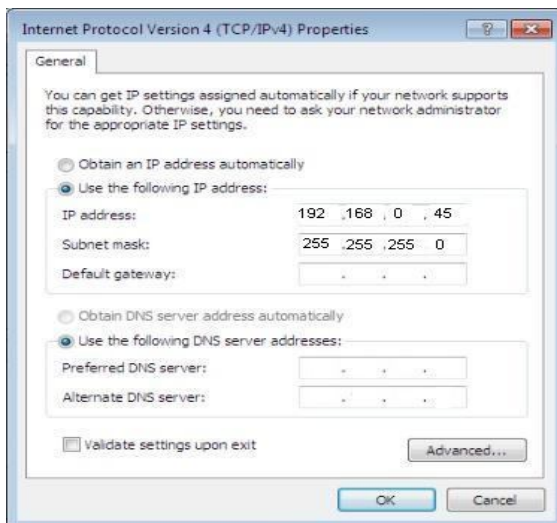 Internet Protocol Version 4 (TCP/IPv4) Properties
General
You can get IP settings assigned automatically if your network supports
this capability. Otherwise, you need to ask your network administrator
for the appropriate IP settings.
Obtain an IP address automatically
Use the following IP address:
IP address: 192 .168 . 0 . 45
Subnet mask: 255 .255 .255 0
Default gateway: . . .
Obtain DNS server address automatically
Use the following DNS server addresses:
Preferred DNS server: . . .
Alternate DNS server: . . .
Validate settings upon exit
Advanced...
OK Cancel